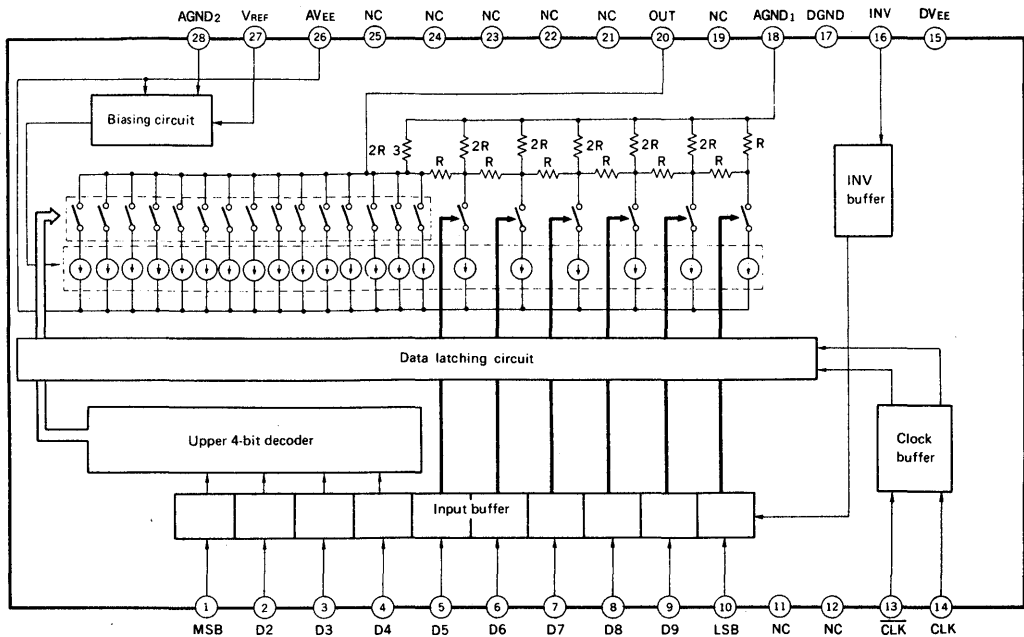 AGND2 VREF AVEE NC NC NC NC NC OUT NC AGND1 DGND INV DVEE
28 27 26 25 24 23 22 21 20 19 18 17 16 15
Biasing circuit
2R 3 2R 2R 2R 2R 2R R
R R R R R R
INV
buffer
Data latching circuit
Upper 4-bit decoder
Clock
buffer
Input buffer
1 2 3 4 5 6 7 8 9 10 11 12 13 14
MSB D2 D3 D4 D5 D6 D7 D8 D9 LSB NC NC CLK CLK